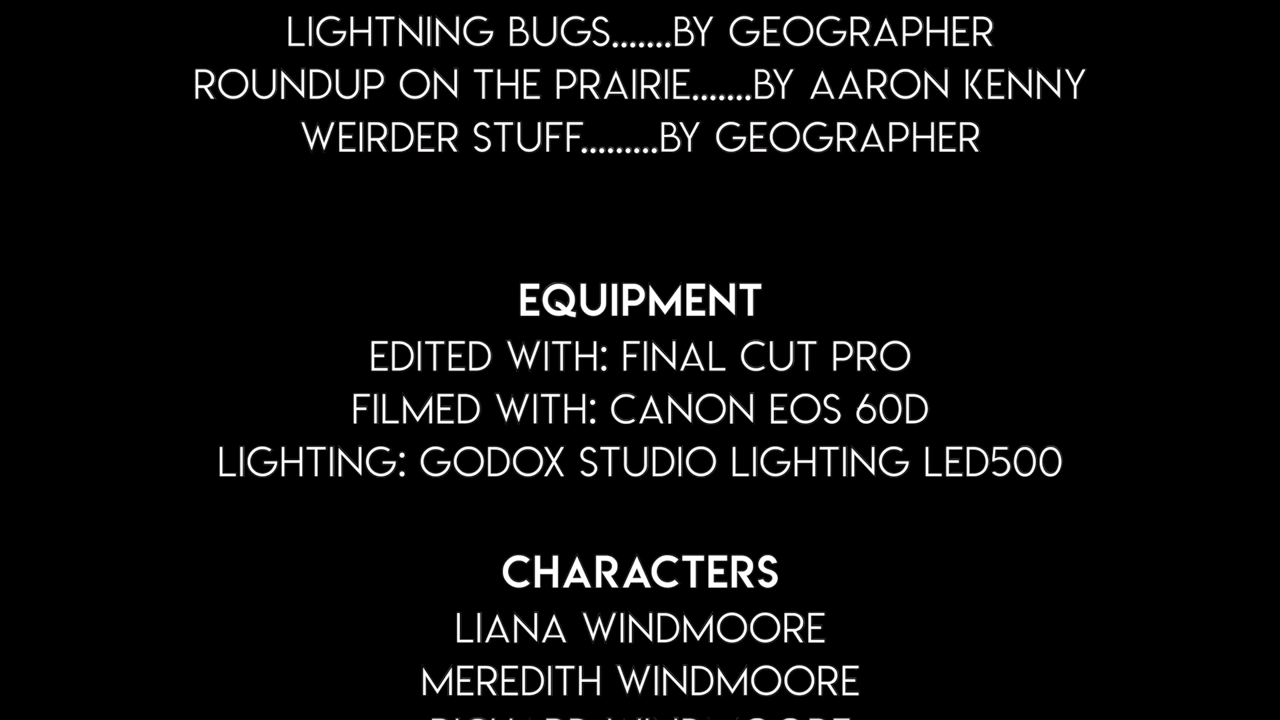 LIGHTNING BUGS.......BY GEOGRAPHER
ROUNDUP ON THE PRAIRIE.......BY AARON KENNY
WEIRDER STUFF.........BY GEOGRAPHER
EQUIPMENT
EDITED WITH: FINAL CUT PRO
FILMED WITH: CANON EOS 60D
LIGHTING: GODOX STUDIO LIGHTING LED500
CHARACTERS
LIANA WINDMOORE
MEREDITH WINDMOORE